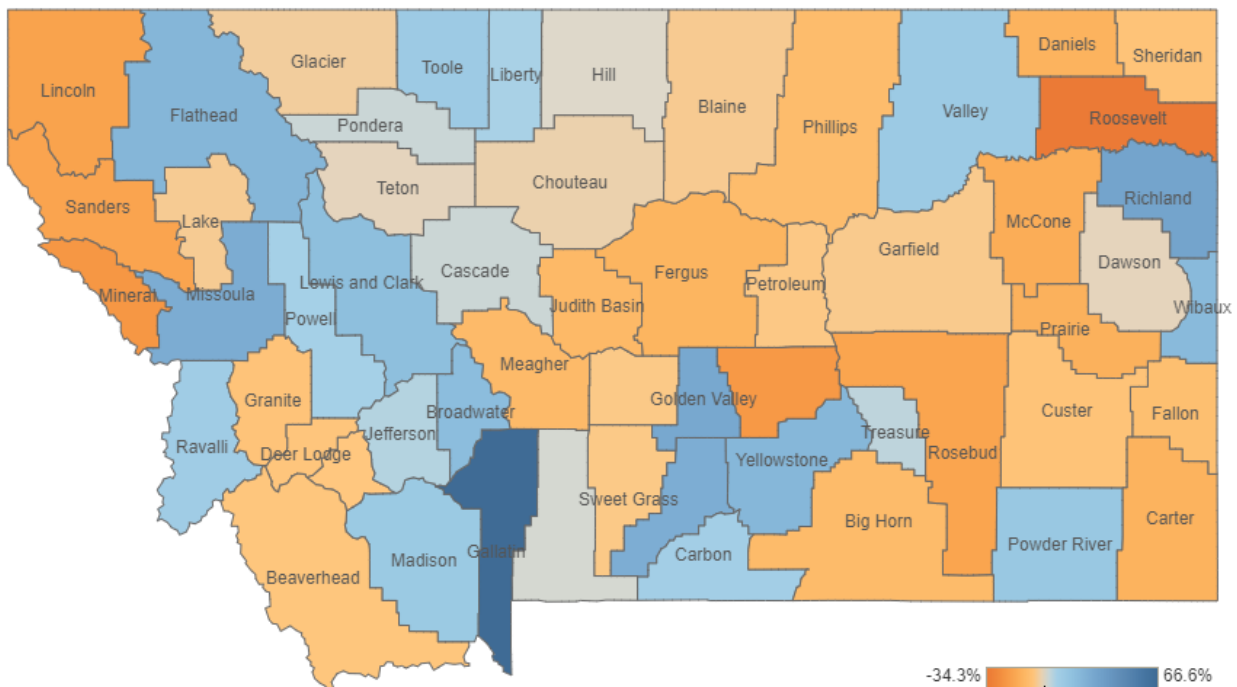 Daniels
Sheridan
Glacier
Toole
Liberty
Hill
Lincoln
Blaine
Flathead
Valley
Roosevelt
Pondera
Phillips
Teton
Chouteau
Richland
Sanders
Lake
McCone
Garfield
Dawson
Cascade
Fergus
Lewis and Clark
Petroleum
Mineral
Missoula
Judith Basin
Wibaux
Powell
Prairie
Meagher
Granite
Golden Valley
Broadwater
Custer
Fallon
Jefferson
Treasure
Ravalli
Deer Lodge
Yellowstone
Rosebud
Sweet Grass
Big Horn
Carter
Powder River
Gallatin
Carbon
Madison
Beaverhead
-34.3%
66.6%